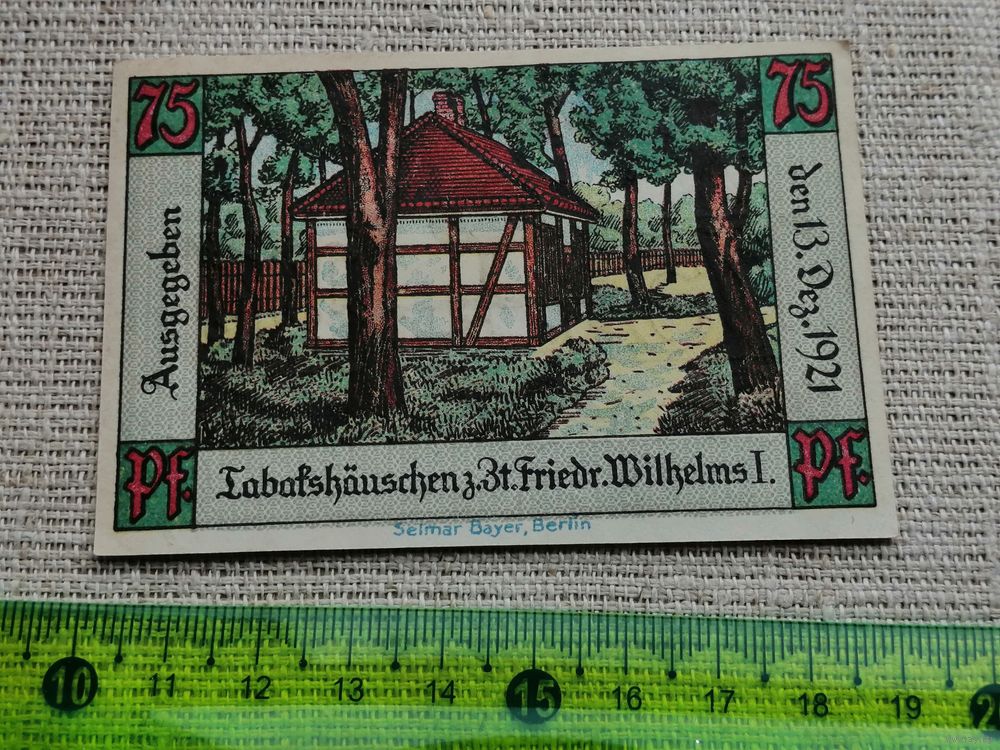 75
75
Ausgegeben
den 13. Dez. 1921
Pf.
Pf.
Tabakshäuschen z. Zt. Friedr. Wilhelms I.
Selmar Bayer, Berlin
10 11 12 13 14 15 16 17 18 19